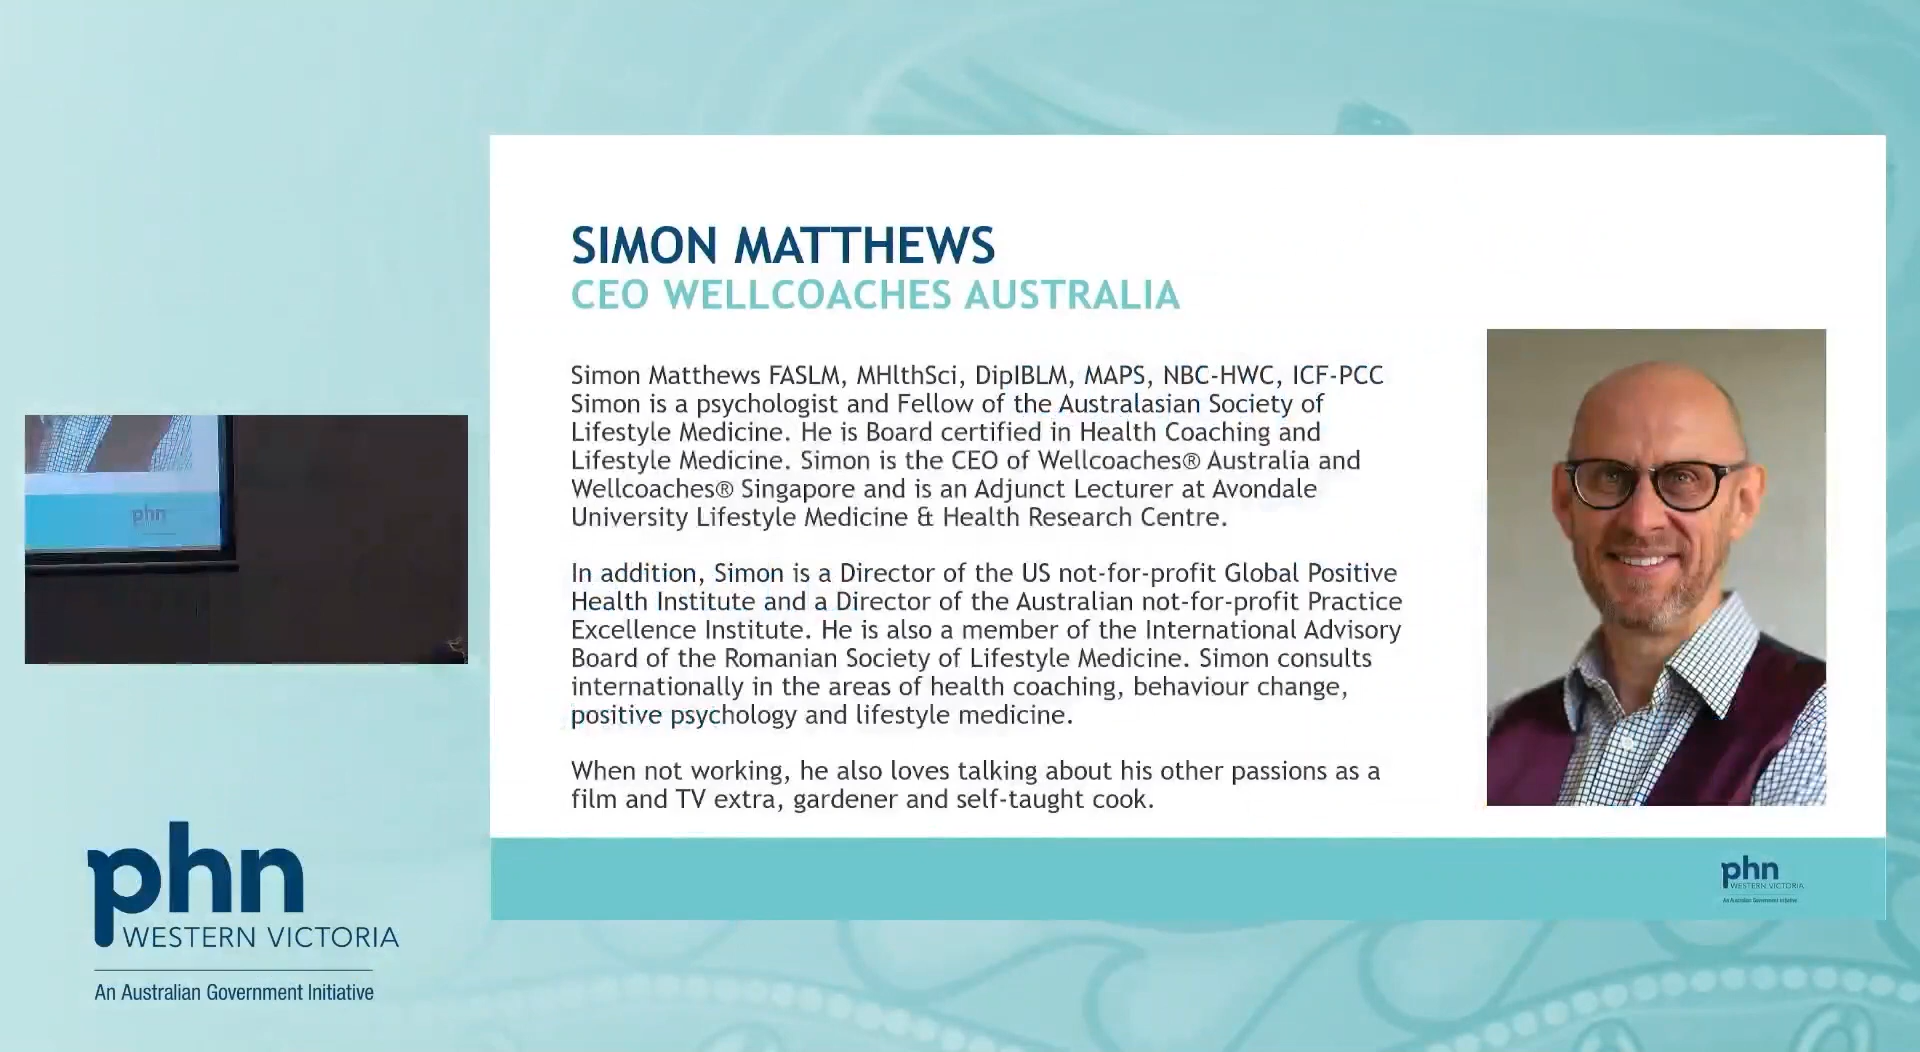 SIMON MATTHEWS
CEO WELLCOACHES AUSTRALIA
Simon Matthews FASLM, MHlthSci, DipIBLM, MAPS, NBC-HWC, ICF-PCC
Simon is a psychologist and Fellow of the Australasian Society of
Lifestyle Medicine. He is Board certified in Health Coaching and
Lifestyle Medicine. Simon is the CEO of Wellcoaches® Australia and
Wellcoaches® Singapore and is an Adjunct Lecturer at Avondale
University Lifestyle Medicine & Health Research Centre.
In addition, Simon is a Director of the US not-for-profit Global Positive
Health Institute and a Director of the Australian not-for-profit Practice
Excellence Institute. He is also a member of the International Advisory
Board of the Romanian Society of Lifestyle Medicine. Simon consults
internationally in the areas of health coaching, behaviour change,
positive psychology and lifestyle medicine.
When not working, he also loves talking about his other passions as a
film and TV extra, gardener and self-taught cook.
phn
WESTERN VICTORIA
An Australian Government Initiative
phn
phn
WESTERN VICTORIA
An Australian Government Initiative